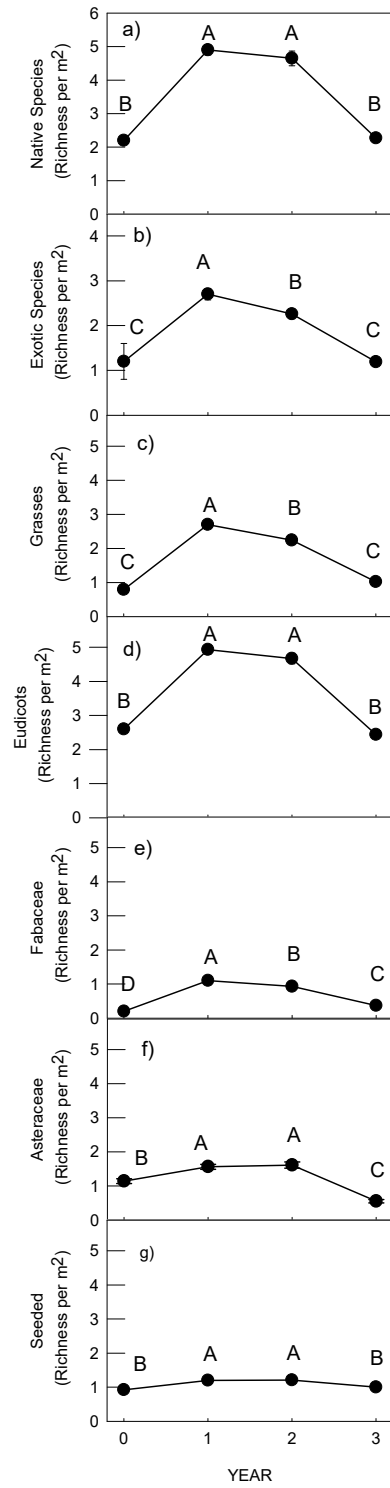 a)
Native Species
(Richness per m2)
6
5
4
3
2
1
0
B
A
A
B
b)
Exotic Species
(Richness per m2)
4
3
2
1
0
C
A
B
C
c)
Grasses
(Richness per m2)
5
4
3
2
1
0
C
A
B
C
d)
Eudicots
(Richness per m2)
5
4
3
2
1
0
B
A
A
B
e)
Fabaceae
(Richness per m2)
5
4
3
2
1
0
D
A
B
C
f)
Asteraceae
(Richness per m2)
5
4
3
2
1
0
B
A
A
C
g)
Seeded
(Richness per m2)
5
4
3
2
1
0
B
A
A
B
0 1 2 3
YEAR